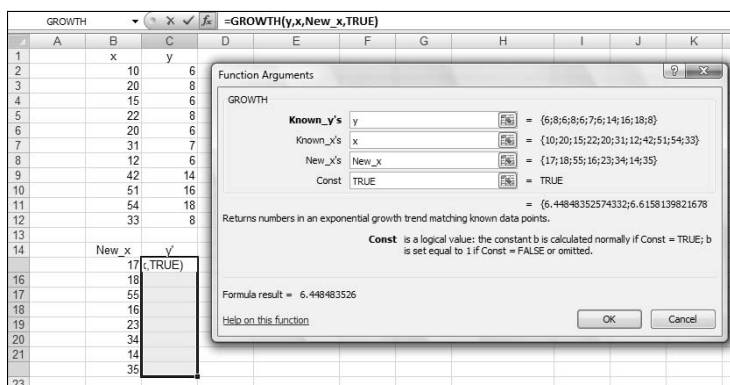 GROWTH fx =GROWTH(y,x,New_x,TRUE)
A B C D E F G H I J K
1 x y
2 10 6
3 20 8
4 15 6
5 22 8
6 20 6
7 31 7
8 12 6
9 42 14
10 51 16
11 54 18
12 33 8
13
14 New_x y'
17 ,TRUE)
16 18
17 55
18 16
19 23
20 34
21 14
35
23
Function Arguments
GROWTH
Known_y's y = {6;8;6;8;6;7;6;14;16;18;8}
Known_x's x = {10;20;15;22;20;31;12;42;51;54;33}
New_x's New_x = {17;18;55;16;23;34;14;35}
Const TRUE = TRUE
= {6.44848352574332;6.6158139821678
Returns numbers in an exponential growth trend matching known data points.
Const is a logical value: the constant b is calculated normally if Const = TRUE; b
is set equal to 1 if Const = FALSE or omitted.
Formula result = 6.448483526
Help on this function
OK Cancel